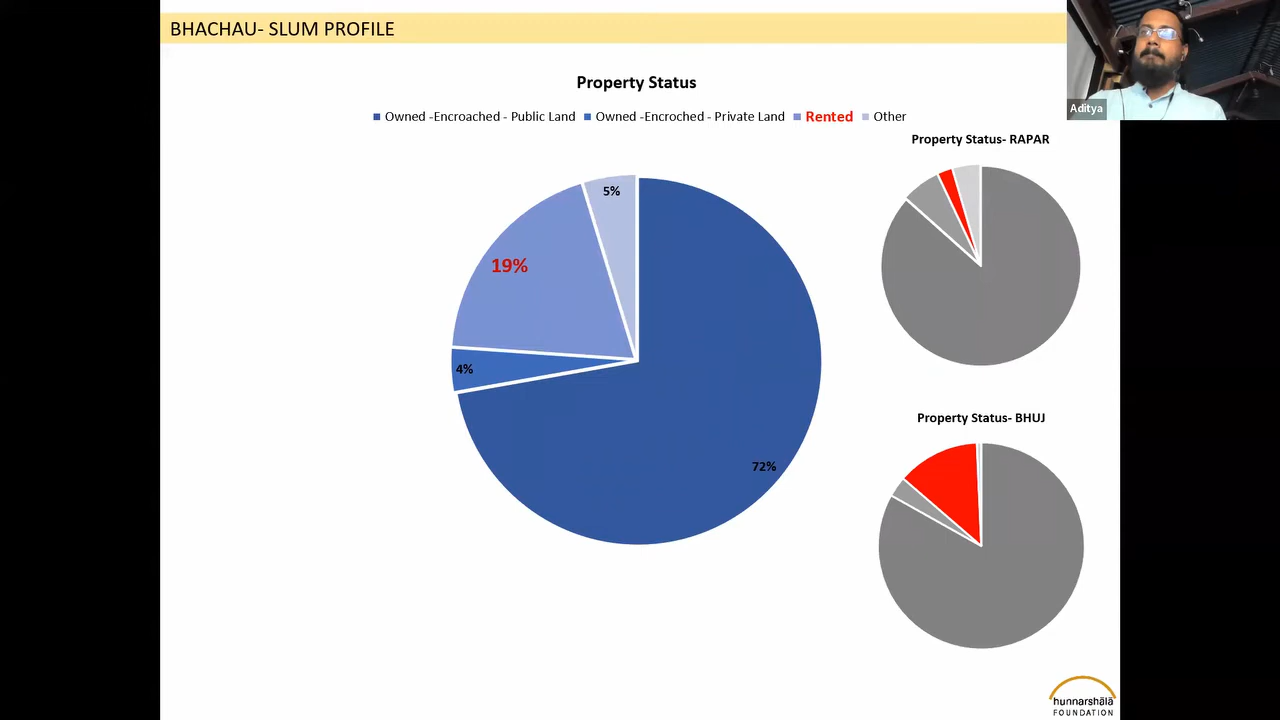 BHACHAU- SLUM PROFILE
Aditya
Property Status
Owned -Encroached - Public Land Owned -Encroched - Private Land Rented Other
Property Status- RAPAR
5%
19%
4%
72%
Property Status- BHUJ
hunnarshālā
FOUNDATION